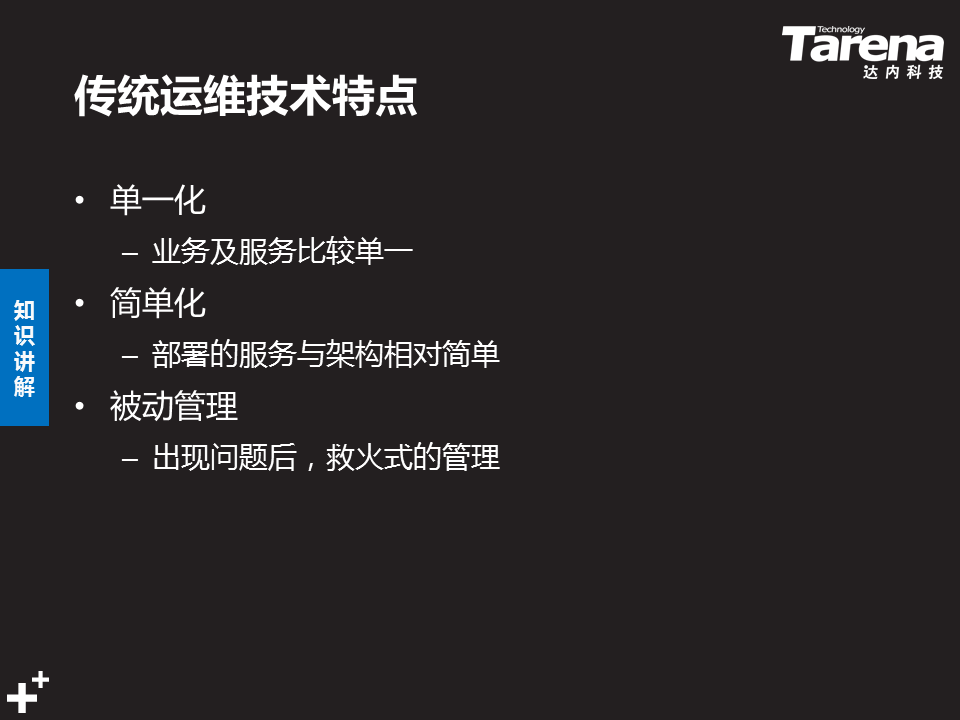 Technology
Tarena
达内科技
传统运维技术特点
• 单一化
– 业务及服务比较单一
• 简单化
– 部署的服务与架构相对简单
• 被动管理
– 出现问题后，救火式的管理
知
识
讲
解